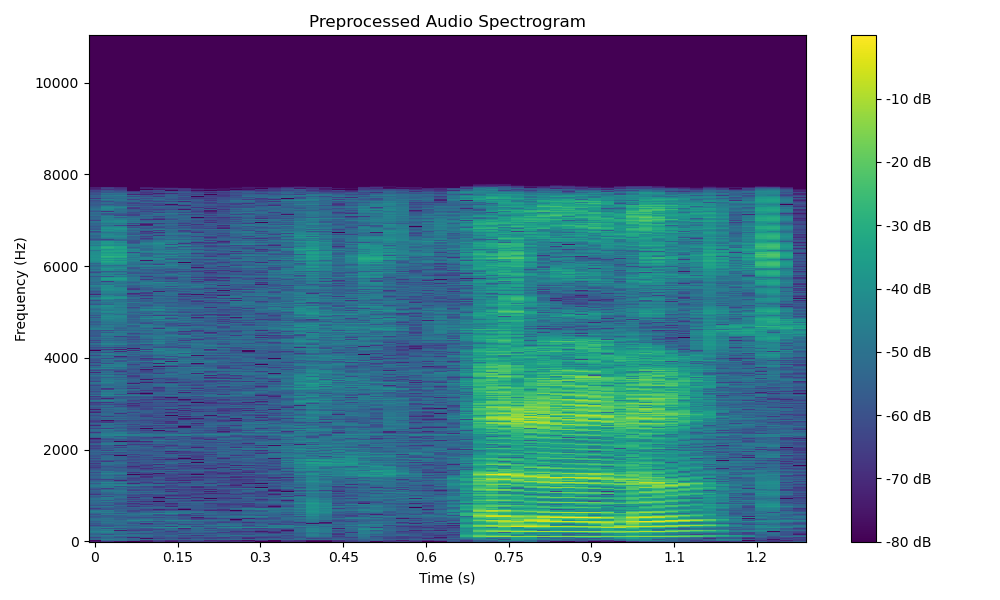 Preprocessed Audio Spectrogram
10000
8000
6000
4000
2000
0
Frequency (Hz)
0 0.15 0.3 0.45 0.6 0.75 0.9 1.1 1.2
Time (s)
-10 dB
-20 dB
-30 dB
-40 dB
-50 dB
-60 dB
-70 dB
-80 dB